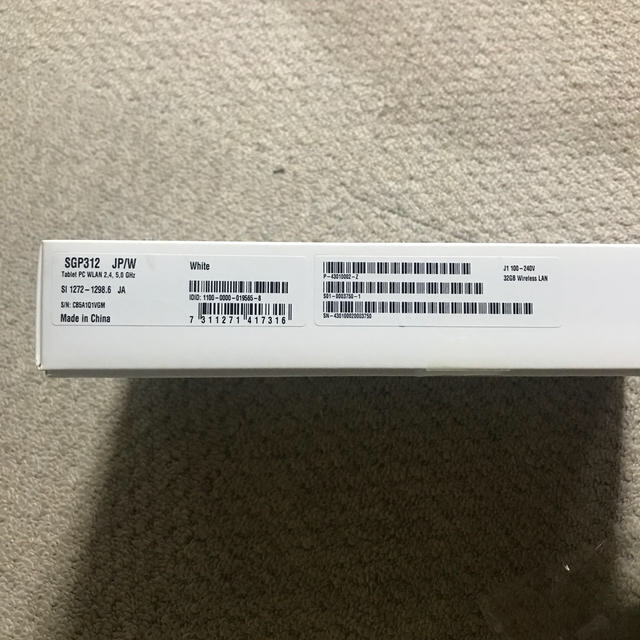 SGP312 JP/W
Tablet PC WLAN 2.4, 5.0 GHz
SI 1272-1298.6 JA
S/N: CB5A1Q1VGM
Made in China
White
IDID: 1100-0000-019565-8
7 311271 417316
P-43010002-Z
S01-0003750-1
SN-430100020003750
J1 100-240V
32GB Wireless LAN